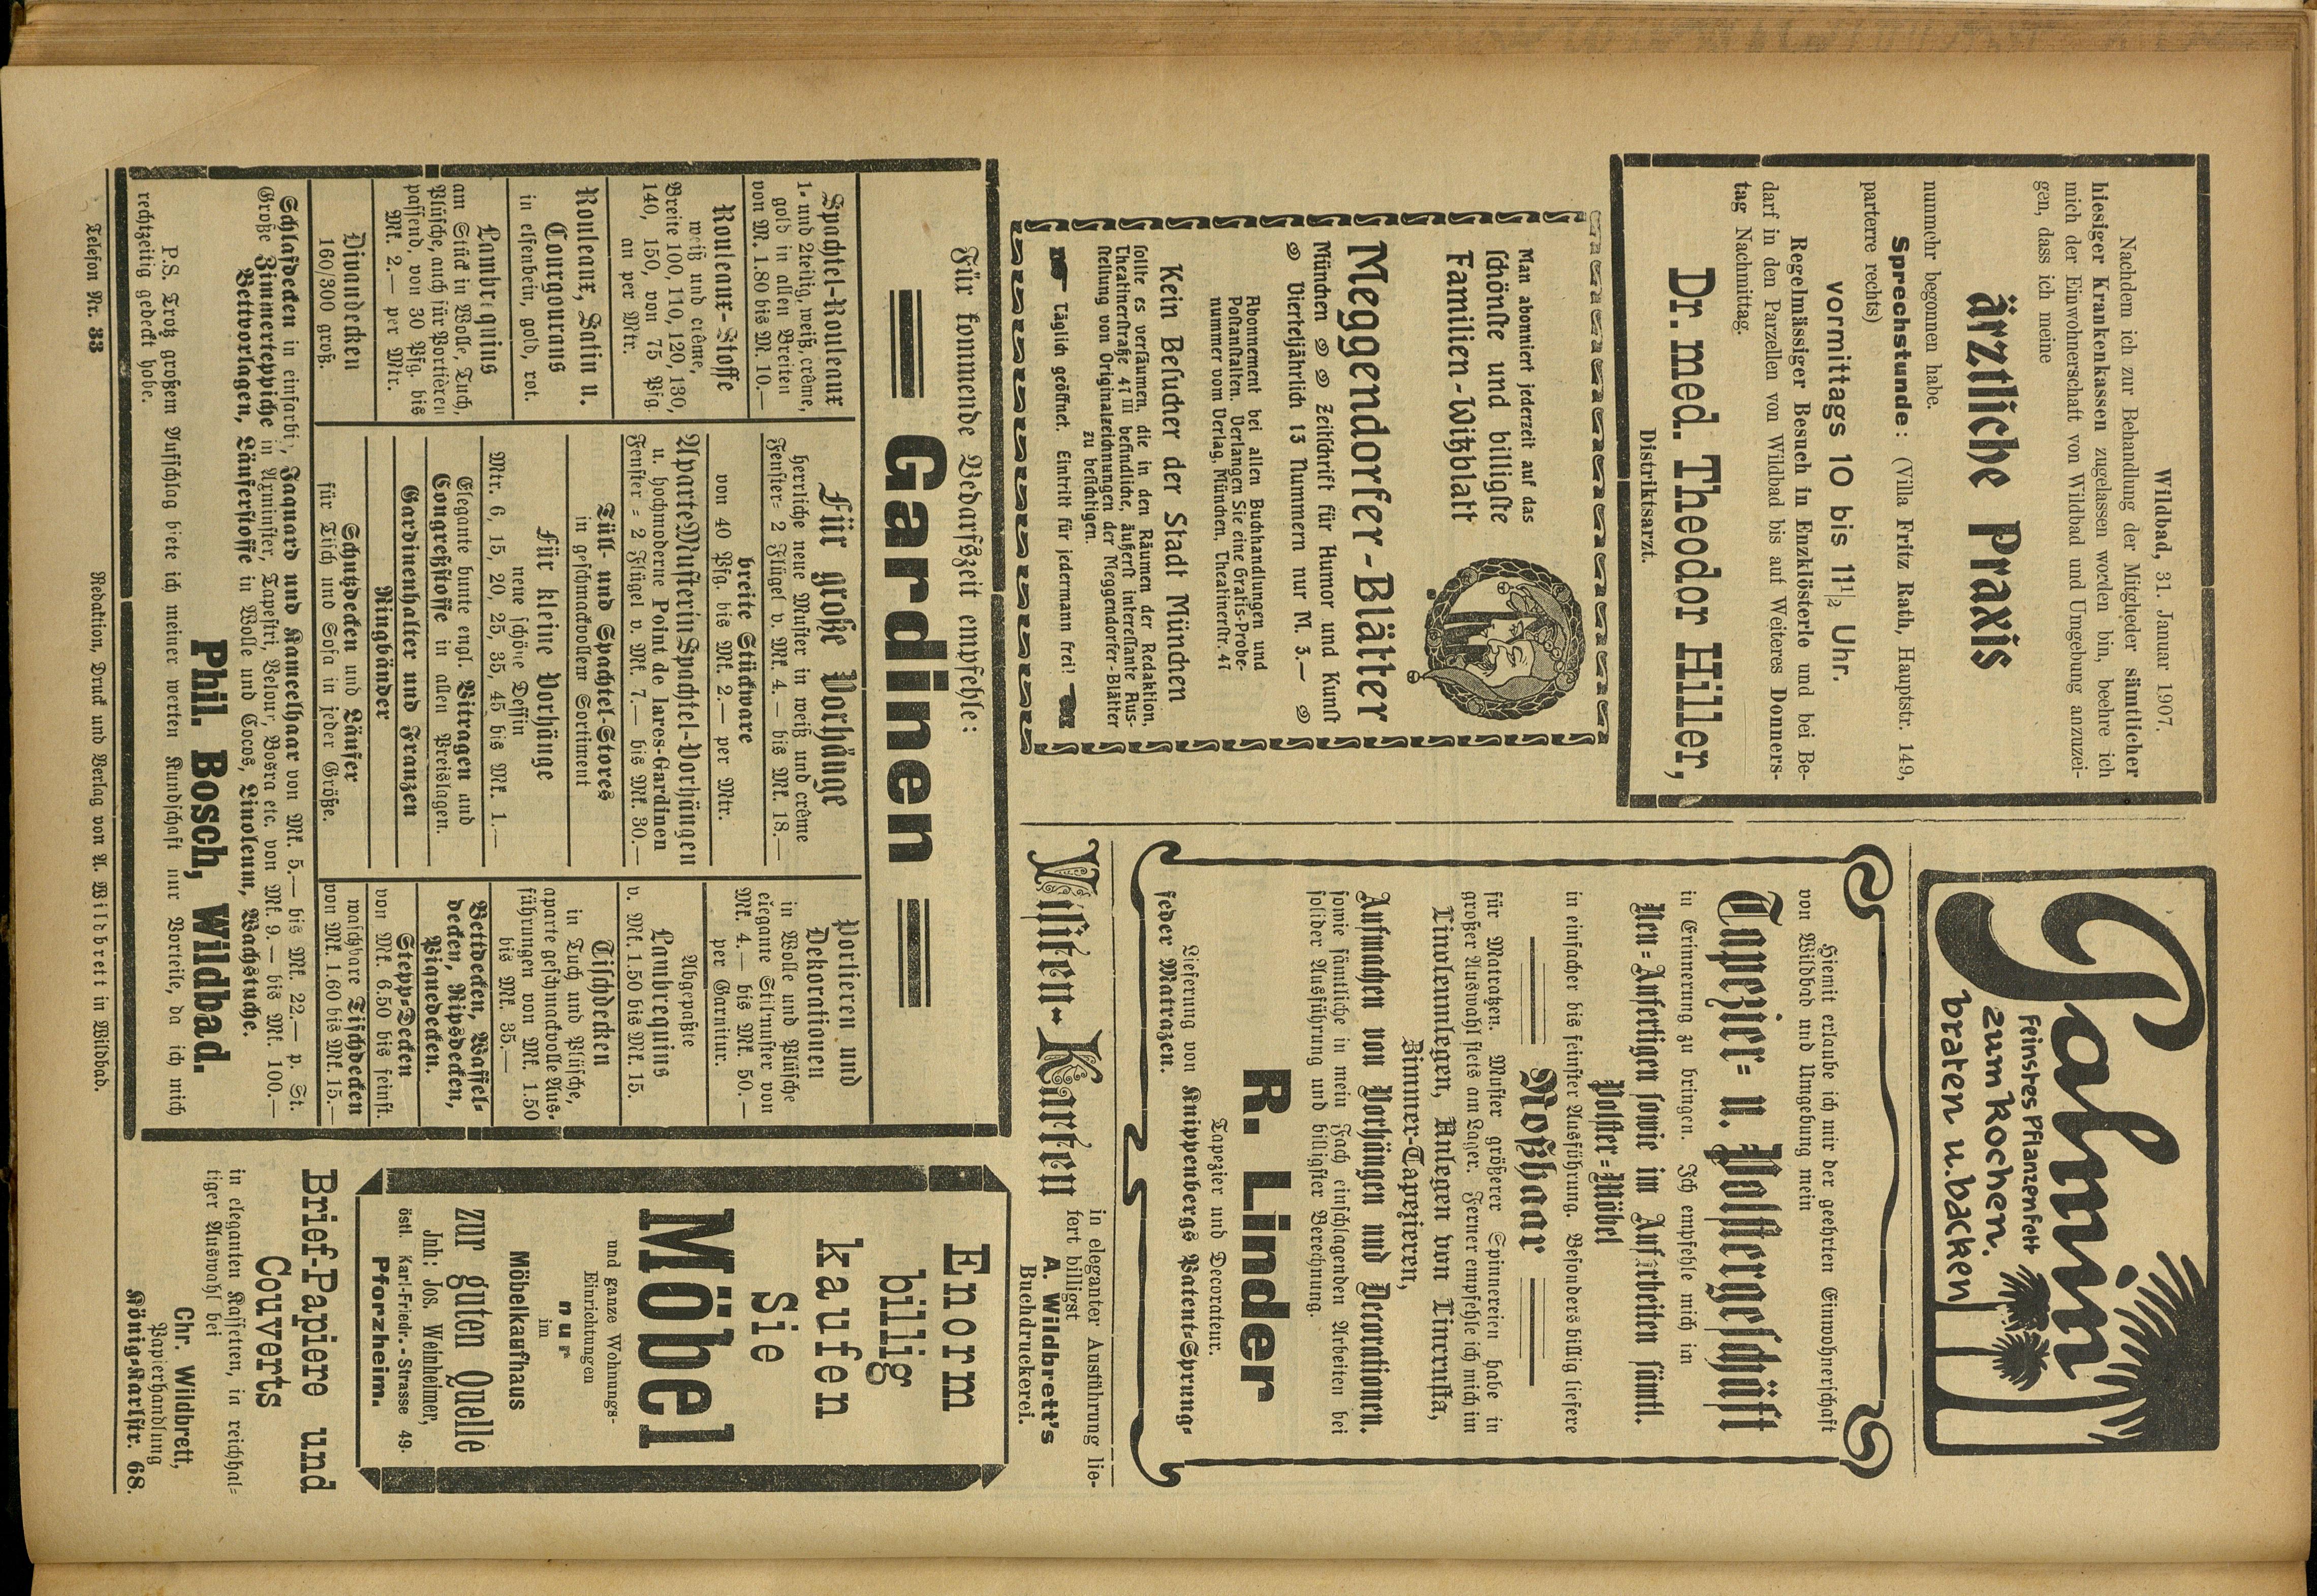 Wildbad, 31. Januar 1907.
Nachdem ich zur Behandlung der Mitglieder sämtlicher
hiesiger Krankenkassen zugelassen worden bin, beehre ich
mich der Einwohnerschaft von Wildbad und Umgebung anzuzei-
gen, dass ich meine
ärztliche Praxis
nunmehr begonnen habe.
Sprechstunde: (Villa Fritz Rath, Hauptstr. 149,
parterre rechts)
vormittags 10 bis 11 1/2 Uhr.
Regelmässiger Besuch in Enzklösterle und bei Be-
darf in den Parzellen von Wildbad bis auf Weiteres Donners-
tag Nachmittag.
Dr. med. Theodor Hiller,
Distriktsarzt.
Man abonniert jederzeit auf das
schönste und billigste
Familien-Witzblatt
Meggendorfer-Blätter
München Zeitschrift für Humor und Kunst
Vierteljährlich 13 Nummern nur M. 3.—
Abonnement bei allen Buchhandlungen und
Postanstalten. Verlangen Sie eine Gratis-Probe-
nummer vom Verlag, München, Theatinerstr. 47
Kein Besucher der Stadt München
sollte es versäumen, die in den Räumen der Redaktion,
Theatinerstraße 47 III befindliche, äußerst interessante Aus-
stellung von Originalzeichnungen der Meggendorfer-Blätter
zu besichtigen.
Täglich geöffnet. Eintritt für jedermann frei!
Palmin
feinstes Pflanzenfett
zum kochen.
braten u. backen
Hiemit erlaube ich mir der geehrten Einwohnerschaft
von Wildbad und Umgebung mein
Tapezier= u. Polstergeschäft
in Erinnerung zu bringen. Ich empfehle mich im
Neu=Anfertigen sowie im Aufarbeiten sämtl.
Polster=Möbel
in einfacher bis feinster Ausführung. Besonders billig liefere
Roßhaar
für Matratzen. Muster größerer Spinnereien habe in
großer Auswahl stets am Lager. Ferner empfehle ich mich im
Linoleumlegen, Anlegen von Lincrusta,
Zimmer-Tapezieren,
Aufmachen von Vorhängen und Decorationen.
sowie sämtliche in mein Fach einschlagenden Arbeiten bei
solider Ausführung und billigster Berechnung.
R. Linder
Tapezier und Decorateur.
Lieferung von Knippenbergs Patent=Sprung=
feder Matrazen.
Visiten-Karten
in eleganter Ausführung lie-
fert billigst
A. Wildbrett's
Buchdruckerei.
Für kommende Bedarfszeit empfehle:
Gardinen
Spachtel-Rouleaux
1- und 2teilig, weiß, crême,
gold in allen Breiten
von M. 1.80 bis M. 10.—
Rouleaux-Stoffe
weiß und crême,
Breite 100, 110, 120, 130,
140, 150, von 75 Pfg.
an per Mtr.
Rouleaux, Satin u.
Courgourans
in elfenbein, gold, rot.
Lambrequins
am Stück in Wolle, Tuch,
Plüsche, auch für Portièren
passend, von 30 Pfg. bis
Mk. 2.— per Mtr.
Divandecken
160/300 groß.
Für große Vorhänge
herrliche neue Muster in weiß und crême
Fenster= 2 Flügel v. Mk. 4.— bis Mk. 18.—
breite Stückware
von 40 Pfg. bis Mk. 2.— per Mtr.
Aparte Muster in Spachtel-Vorhängen
u. hochmoderne Point de lares-Gardinen
Fenster = 2 Flügel v. Mk. 7.— bis Mk. 30.—
Tüll- und Spachtel-Stores
in geschmackvollem Sortiment
Für kleine Vorhänge
neue schöne Dessin
Mtr. 6, 15, 20, 25, 35, 45 bis Mk. 1.—
Elegante bunte engl. Vitragen und
Congreßstoffe in allen Preislagen.
Gardinenhalter und Franzen
Ringbänder
Schutzdecken und Läufer
für Tisch und Sofa in jeder Größe.
Portieren und
Dekorationen
in Wolle und Plüsche
elegante Stilmuster von
Mk. 4.— bis Mk. 50.—
per Garnitur.
Abgepaßte
Lambrequins
v. Mk. 1.50 bis Mk. 15.
Tischdecken
in Tuch und Plüsche,
aparte geschmackvolle Aus-
führungen von Mk. 1.50
bis Mk. 35.—
Bettdecken, Waffel-
decken, Ripsdecken,
Piquedecken.
Stepp-Decken
von Mk. 6.50 bis feinst.
waschbare Tischdecken
von Mk. 1.60 bis Mk. 15.—
Schlafdecken in einfarbig, Jaquard und Kameelhaar von Mk. 5.— bis Mk. 22.— p. St.
Große Zimmerteppiche in Axminster, Tapestri, Velour, Bosra etc. von Mk. 9.— bis Mk. 100.—
Bettvorlagen, Läuferstoffe in Wolle und Cocos, Linoleum, Wachstuche.
Phil. Bosch, Wildbad.
P.S. Trotz großem Aufschlag biete ich meiner werten Kundschaft nur Vorteile, da ich mich
rechtzeitig gedeckt habe.
Enorm
billig
kaufen
Sie
Möbel
und ganze Wohnungs-
Einrichtungen
nur
im
Möbelkaufhaus
zur guten Quelle
Jnh: Jos. Weinheimer,
östl. Karl-Friedr.-Strasse 49.
Pforzheim.
Brief-Papiere und
Couverts
in eleganten Kassetten, in reichhal=
tiger Auswahl bei
Chr. Wildbrett,
Papierhandlung
König-Karlstr. 68.
Telefon Nr. 33
Redaktion, Druck und Verlag von A. Wildbrett in Wildbad.